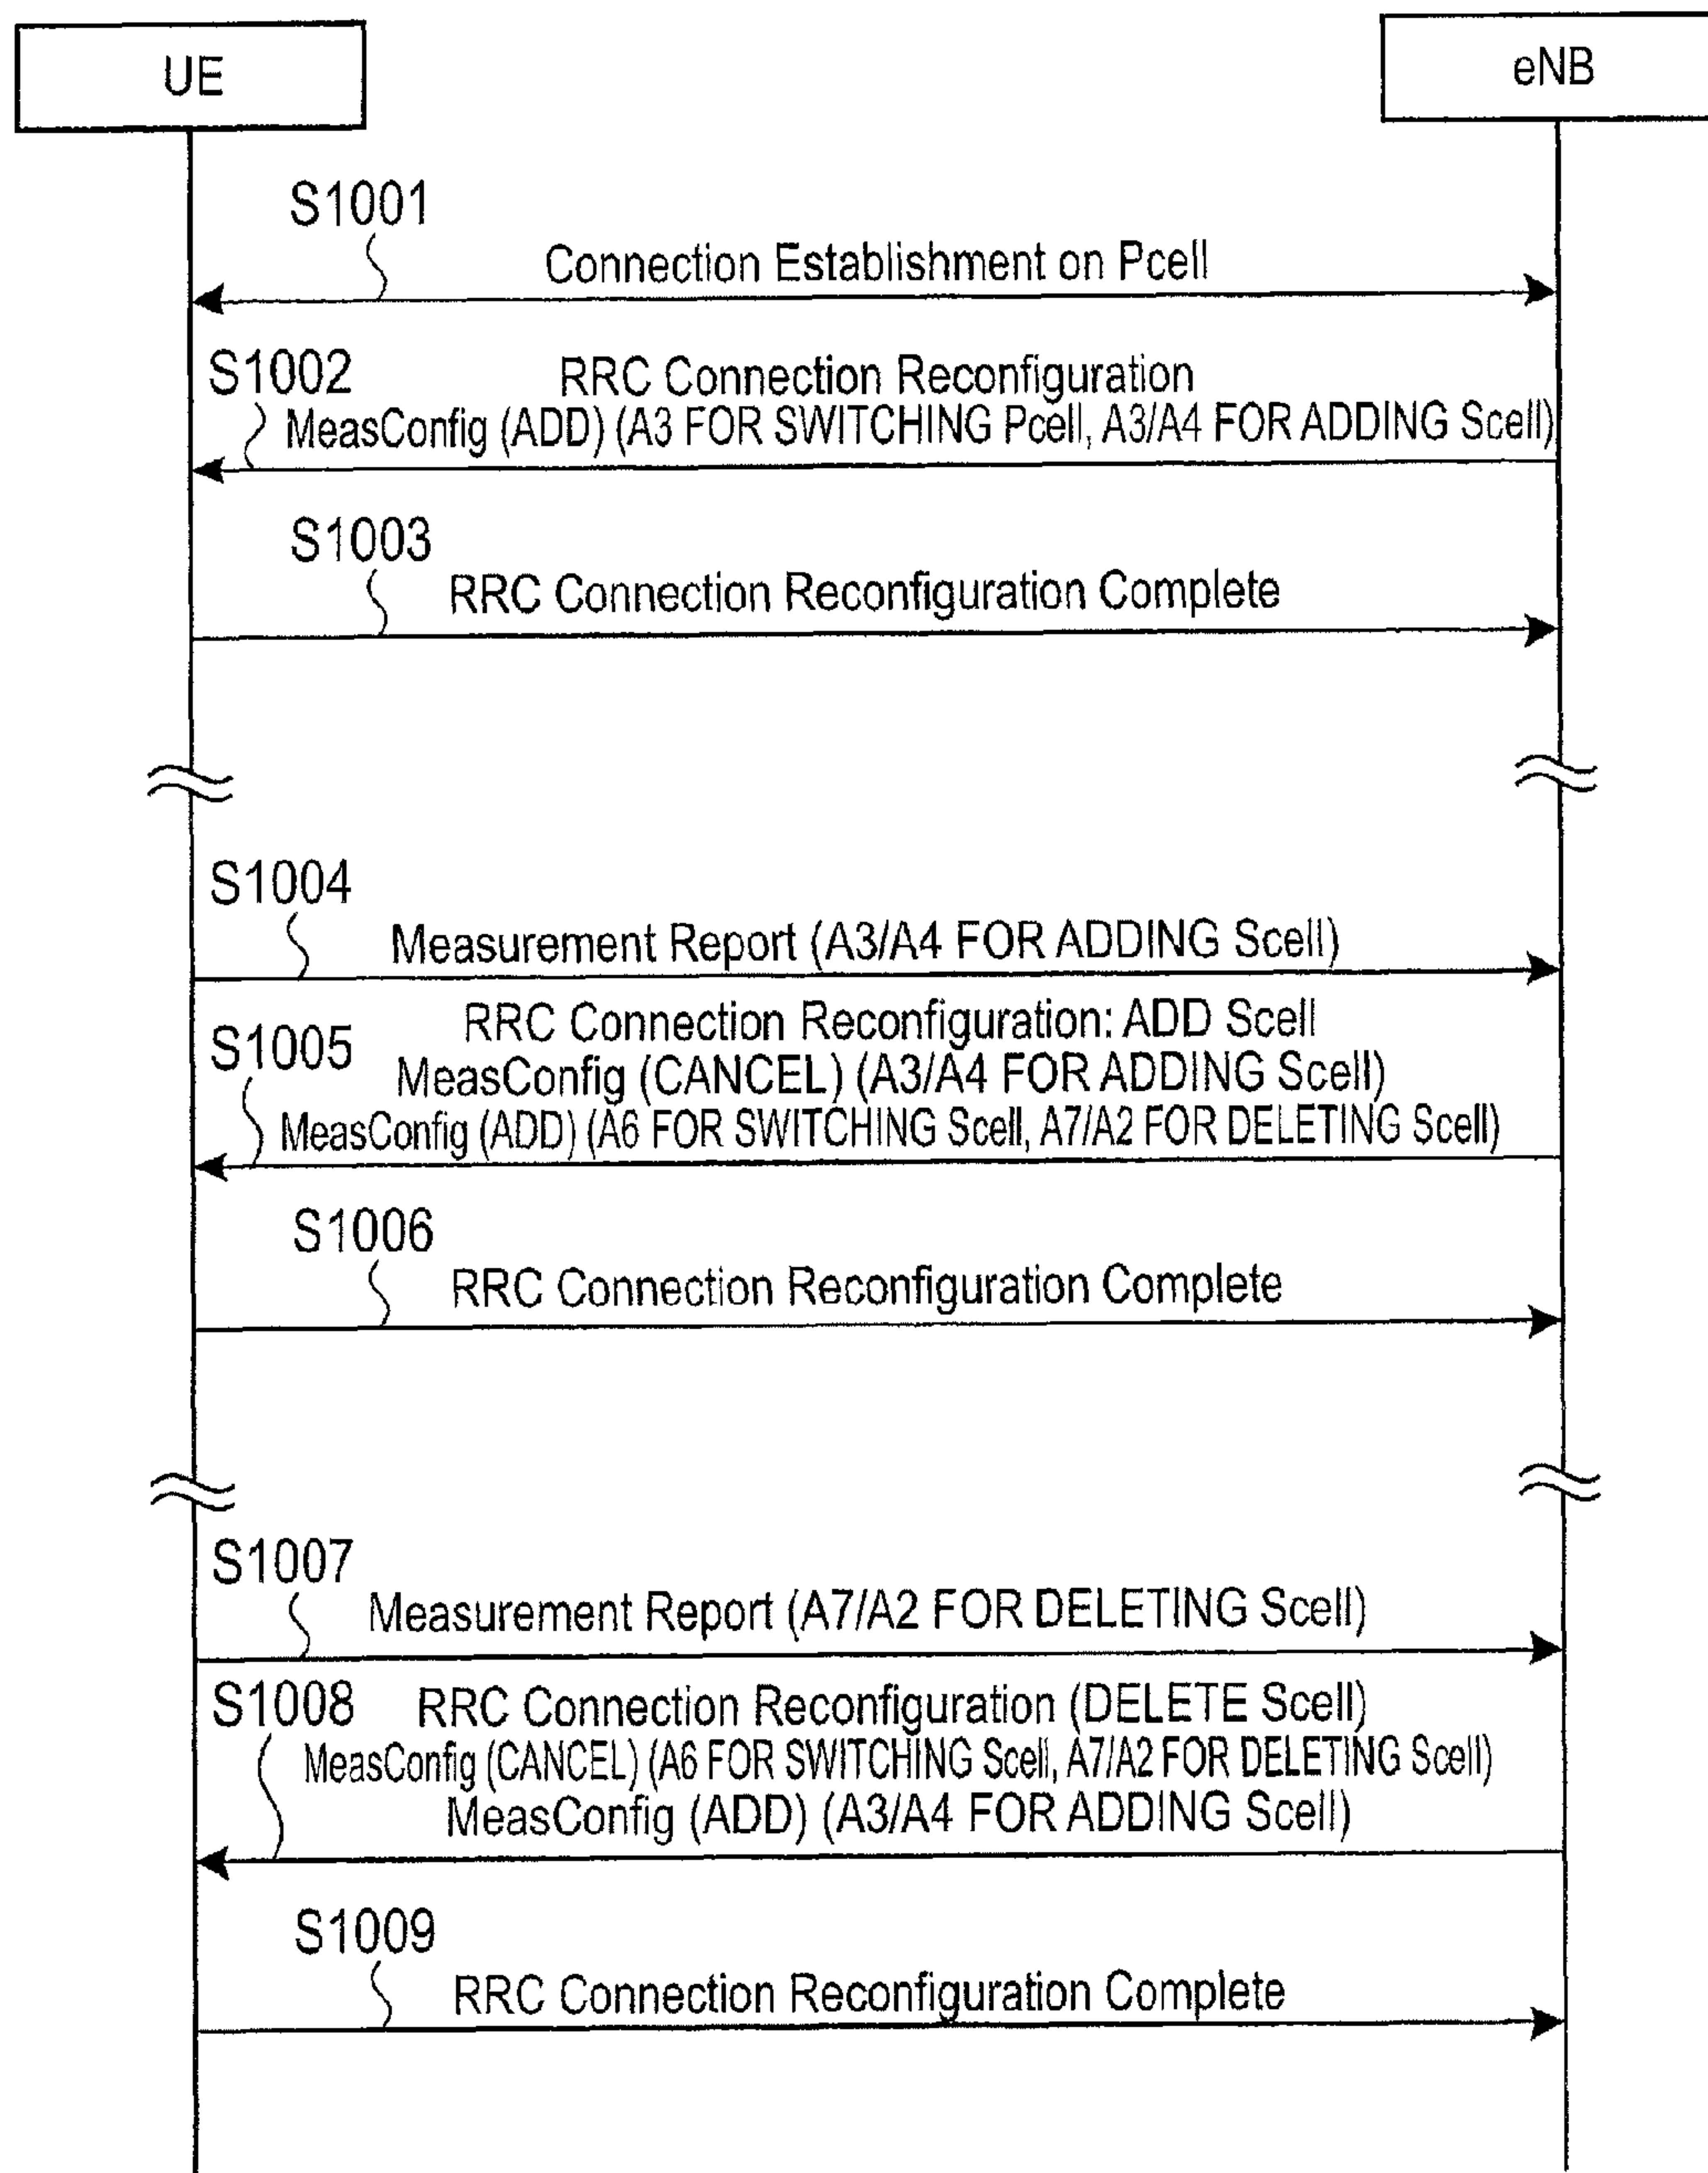 UE
eNB
S1001
Connection Establishment on Pcell
S1002
RRC Connection Reconfiguration
MeasConfig (ADD) (A3 FOR SWITCHING Pcell, A3/A4 FOR ADDING Scell)
S1003
RRC Connection Reconfiguration Complete
S1004
Measurement Report (A3/A4 FOR ADDING Scell)
S1005
RRC Connection Reconfiguration: ADD Scell
MeasConfig (CANCEL) (A3/A4 FOR ADDING Scell)
MeasConfig (ADD) (A6 FOR SWITCHING Scell, A7/A2 FOR DELETING Scell)
S1006
RRC Connection Reconfiguration Complete
S1007
Measurement Report (A7/A2 FOR DELETING Scell)
S1008
RRC Connection Reconfiguration (DELETE Scell)
MeasConfig (CANCEL) (A6 FOR SWITCHING Scell, A7/A2 FOR DELETING Scell)
MeasConfig (ADD) (A3/A4 FOR ADDING Scell)
S1009
RRC Connection Reconfiguration Complete